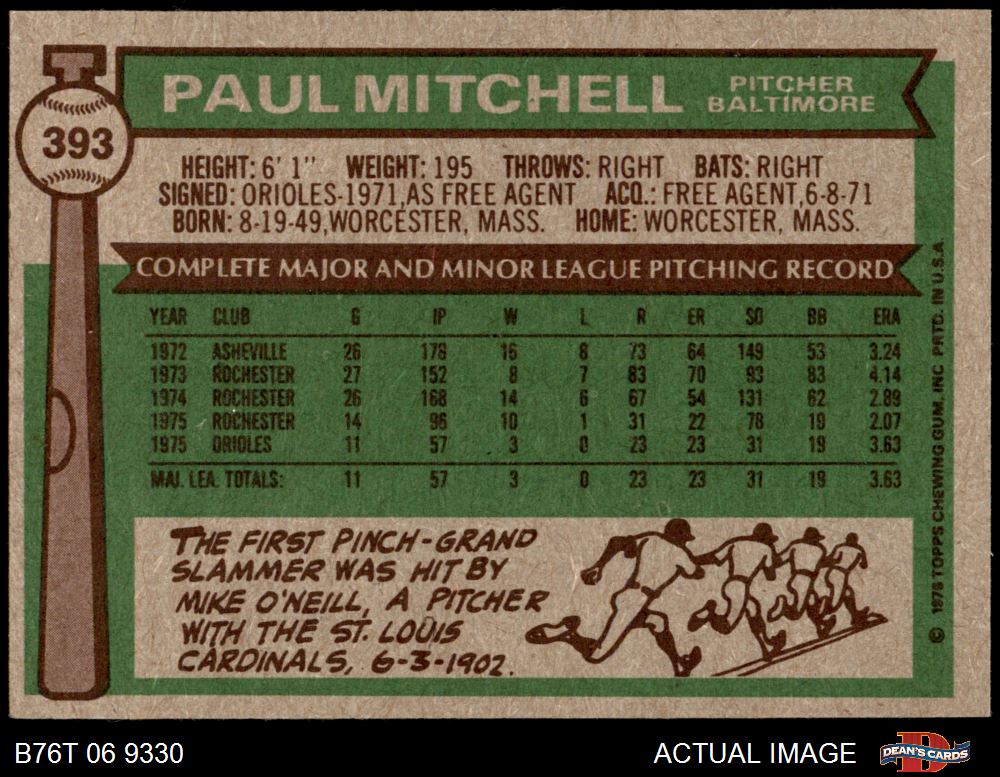 393
PAUL MITCHELL
PITCHER
BALTIMORE
HEIGHT: 6' 1" WEIGHT: 195 THROWS: RIGHT BATS: RIGHT
SIGNED: ORIOLES-1971, AS FREE AGENT ACQ.: FREE AGENT, 6-8-71
BORN: 8-19-49, WORCESTER, MASS. HOME: WORCESTER, MASS.
COMPLETE MAJOR AND MINOR LEAGUE PITCHING RECORD
YEAR CLUB G IP W L R ER SO BB ERA
1972 ASHEVILLE 26 178 16 8 73 64 149 53 3.24
1973 ROCHESTER 27 152 8 7 83 70 93 83 4.14
1974 ROCHESTER 26 168 14 6 67 54 131 62 2.89
1975 ROCHESTER 14 96 10 1 31 22 78 19 2.07
1975 ORIOLES 11 57 3 0 23 23 31 19 3.63
MAJ. LEA. TOTALS: 11 57 3 0 23 23 31 19 3.63
THE FIRST PINCH-GRAND
SLAMMER WAS HIT BY
MIKE O'NEILL, A PITCHER
WITH THE ST. LOUIS
CARDINALS, 6-3-1902.
© 1976 TOPPS CHEWING GUM, INC PRTD. IN U.S.A.
B76T 06 9330
ACTUAL IMAGE
DEAN'S CARDS